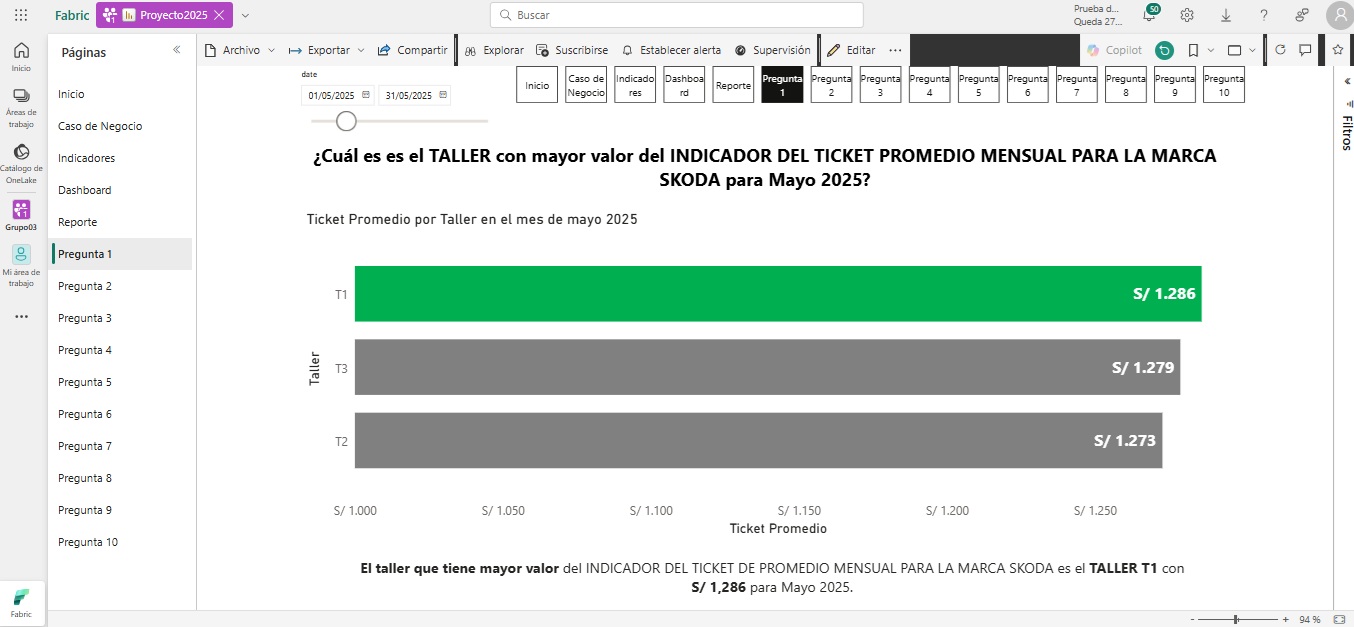 Fabric
Proyecto2025
Buscar
Prueba d...
Queda 27...
50
Inicio
Áreas de
trabajo
Catálogo de
OneLake
Grupo03
Mi área de
trabajo
Fabric
Páginas
Inicio
Caso de Negocio
Indicadores
Dashboard
Reporte
Pregunta 1
Pregunta 2
Pregunta 3
Pregunta 4
Pregunta 5
Pregunta 6
Pregunta 7
Pregunta 8
Pregunta 9
Pregunta 10
Archivo
Exportar
Compartir
Explorar
Suscribirse
Establecer alerta
Supervisión
Editar
Copilot
date
01/05/2025
31/05/2025
Inicio
Caso de
Negocio
Indicado
res
Dashboa
rd
Reporte
Pregunta
1
Pregunta
2
Pregunta
3
Pregunta
4
Pregunta
5
Pregunta
6
Pregunta
7
Pregunta
8
Pregunta
9
Pregunta
10
Filtros
¿Cuál es es el TALLER con mayor valor del INDICADOR DEL TICKET PROMEDIO MENSUAL PARA LA MARCA
SKODA para Mayo 2025?
Ticket Promedio por Taller en el mes de mayo 2025
Taller
T1
S/ 1.286
T3
S/ 1.279
T2
S/ 1.273
S/ 1.000
S/ 1.050
S/ 1.100
S/ 1.150
S/ 1.200
S/ 1.250
Ticket Promedio
El taller que tiene mayor valor del INDICADOR DEL TICKET DE PROMEDIO MENSUAL PARA LA MARCA SKODA es el TALLER T1 con
S/ 1,286 para Mayo 2025.
- + 94 %